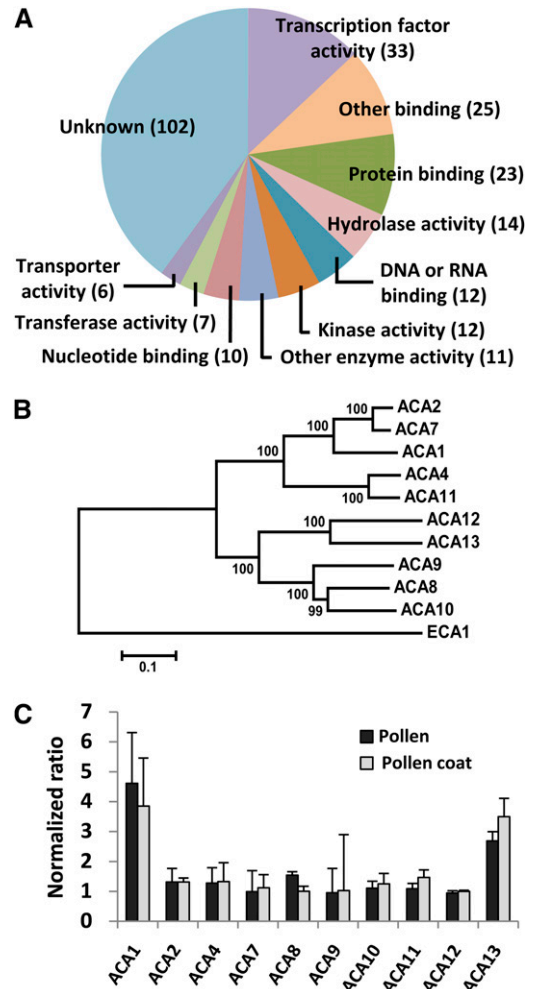 A
Transcription factor
activity (33)
Other binding (25)
Unknown (102)
Protein binding (23)
Hydrolase activity (14)
Transporter
activity (6)
DNA or RNA
binding (12)
Transferase activity (7)
Kinase activity (12)
Nucleotide binding (10)
Other enzyme activity (11)
B
100
ACA2
ACA7
100
100
ACA1
ACA4
100
ACA11
100
ACA12
ACA13
100
ACA9
100
ACA8
99
ACA10
ECA1
0.1
C
Normalized ratio
7
6
5
4
3
2
1
0
Pollen
Pollen coat
ACA1
ACA2
ACA4
ACA7
ACA8
ACA9
ACA10
ACA11
ACA12
ACA13